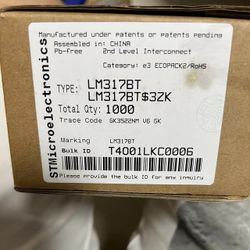 Manufactured under patents or patents pending
Assembled in: CHINA
Pb-free 2nd Level Interconnect
Category: e3 ECOPACK2/RoHS
TYPE: LM317BT
LM317BT$3ZK
Total Qty: 1000
Trace Code GK3522NM V6 GK
Marking LM317BT
Bulk ID T4001LKC0006
Please provide the bulk ID for any inquiry
STMicroelectronics